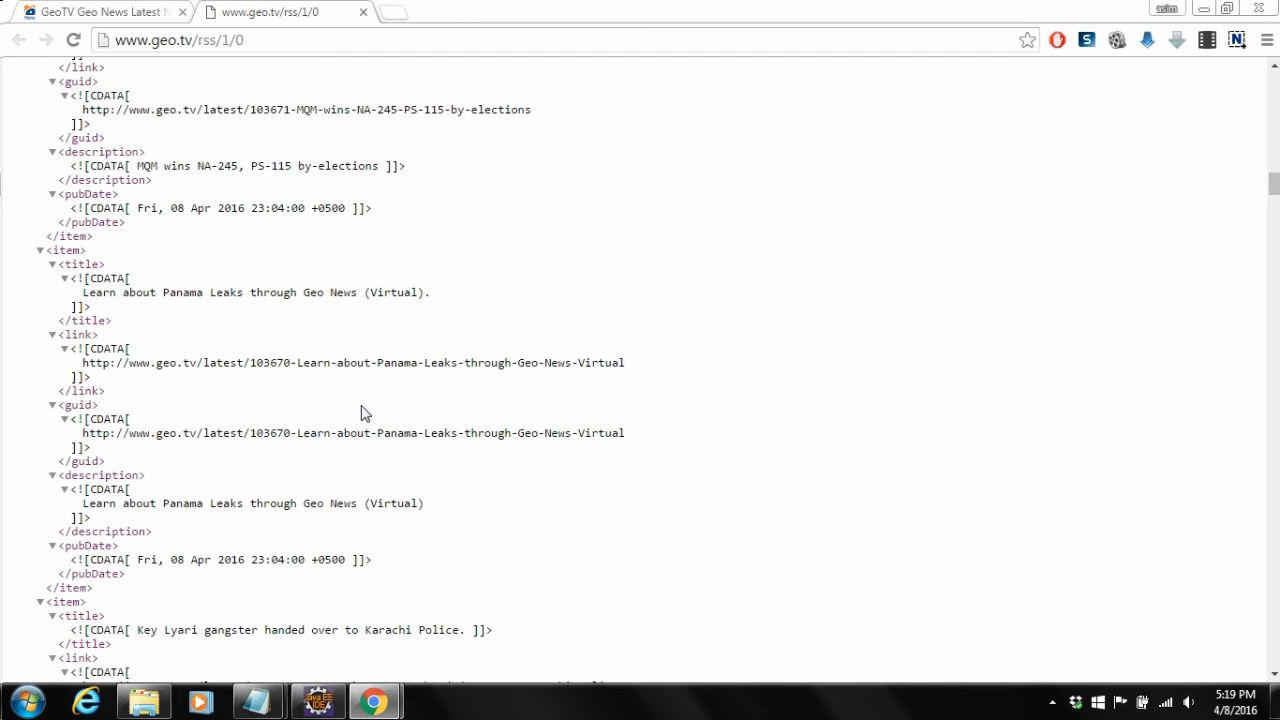 GeoTV Geo News Latest N
www.geo.tv/rss/1/0
asim
www.geo.tv/rss/1/0
]]>
</link>
▼<guid>
▼<![CDATA[
http://www.geo.tv/latest/103671-MQM-wins-NA-245-PS-115-by-elections
]]>
</guid>
▼<description>
<![CDATA[ MQM wins NA-245, PS-115 by-elections ]]>
</description>
▼<pubDate>
<![CDATA[ Fri, 08 Apr 2016 23:04:00 +0500 ]]>
</pubDate>
</item>
▼<item>
▼<title>
▼<![CDATA[
Learn about Panama Leaks through Geo News (Virtual).
]]>
</title>
▼<link>
▼<![CDATA[
http://www.geo.tv/latest/103670-Learn-about-Panama-Leaks-through-Geo-News-Virtual
]]>
</link>
▼<guid>
▼<![CDATA[
http://www.geo.tv/latest/103670-Learn-about-Panama-Leaks-through-Geo-News-Virtual
]]>
</guid>
▼<description>
▼<![CDATA[
Learn about Panama Leaks through Geo News (Virtual)
]]>
</description>
▼<pubDate>
<![CDATA[ Fri, 08 Apr 2016 23:04:00 +0500 ]]>
</pubDate>
</item>
▼<item>
▼<title>
<![CDATA[ Key Lyari gangster handed over to Karachi Police. ]]>
</title>
▼<link>
▼<![CDATA[
Java EE
IDE
5:19 PM
4/8/2016